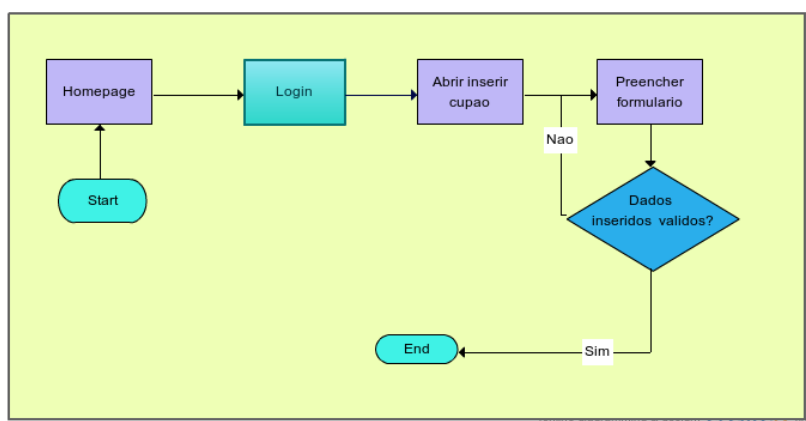 Homepage
Login
Abrir inserir
cupao
Preencher
formulario
Nao
Start
Dados
inseridos validos?
End
Sim